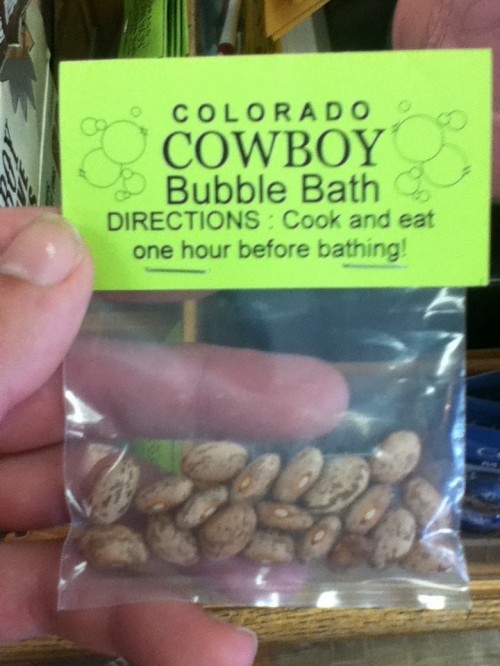 COLORADO
COWBOY
Bubble Bath
DIRECTIONS : Cook and eat
one hour before bathing!